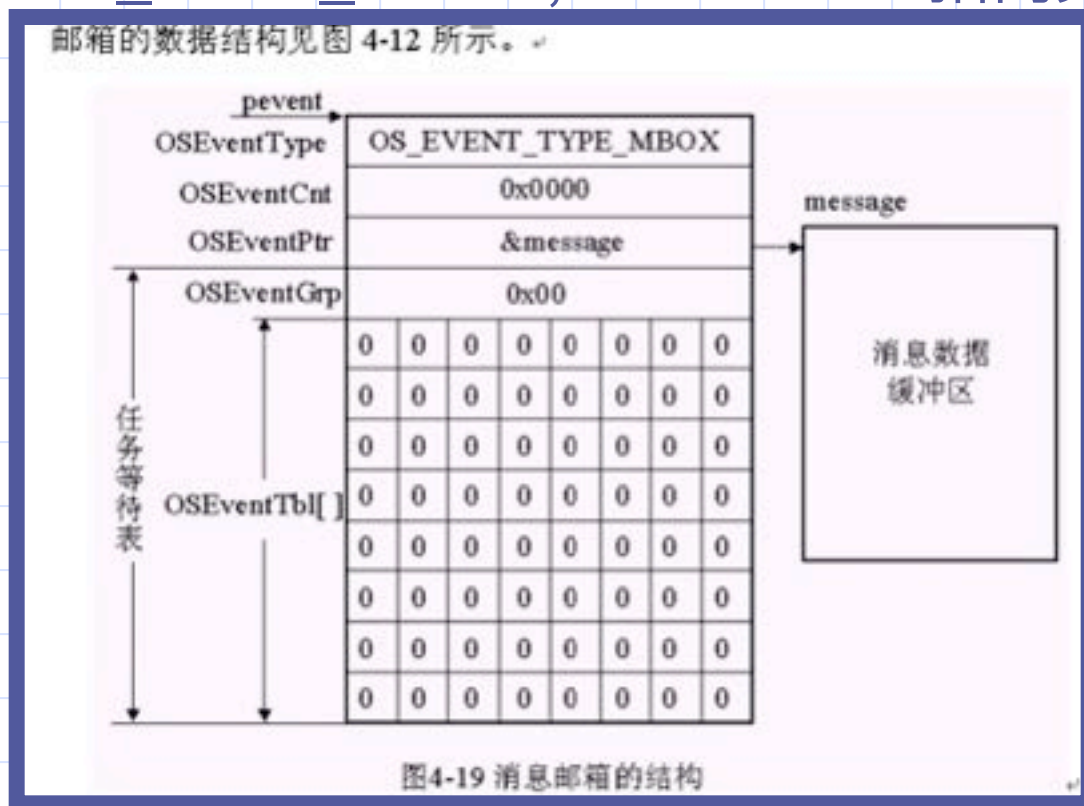 邮箱的数据结构见图 4-12 所示。
pevent
OSEventType OS_EVENT_TYPE_MBOX
OSEventCnt 0x0000
message
OSEventPtr &message
OSEventGrp 0x00
0 0 0 0 0 0 0 0
0 0 0 0 0 0 0 0
0 0 0 0 0 0 0 0
0 0 0 0 0 0 0 0
0 0 0 0 0 0 0 0
0 0 0 0 0 0 0 0
0 0 0 0 0 0 0 0
0 0 0 0 0 0 0 0
任务等待表
OSEventTbl[ ]
消息数据
缓冲区
图4-19 消息邮箱的结构